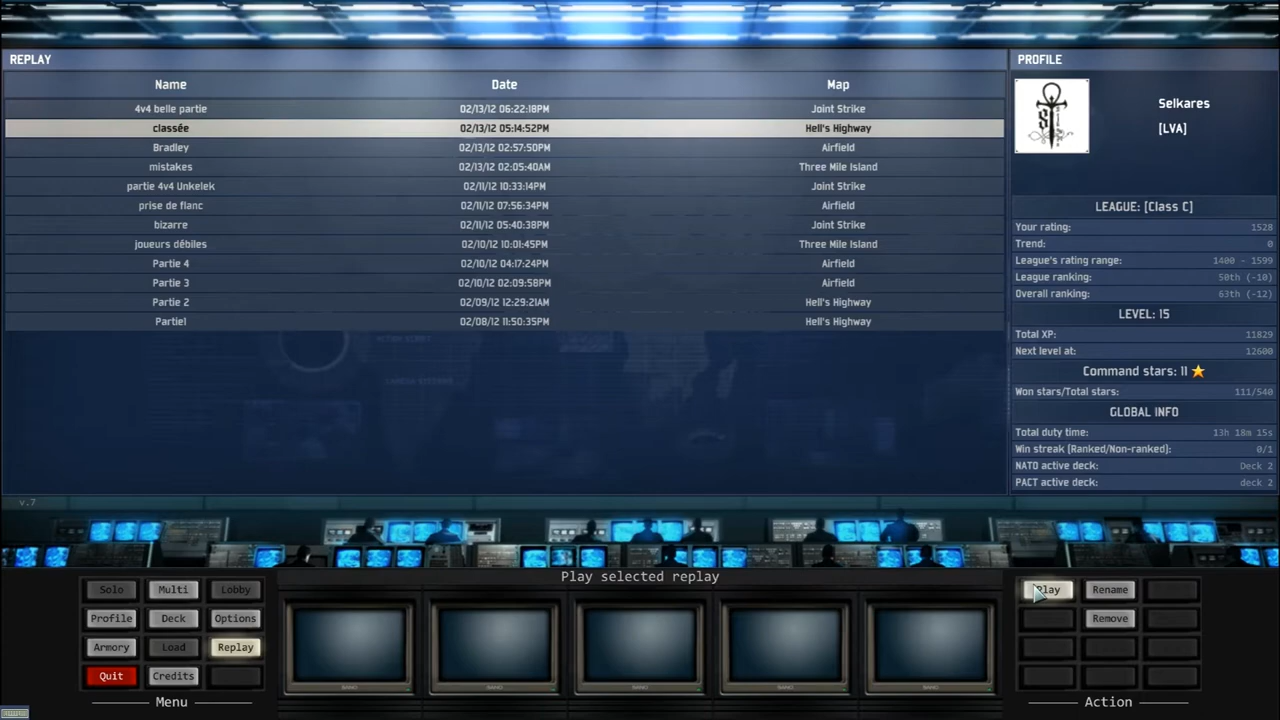 REPLAY
Name Date Map
4v4 belle partie 02/13/12 06:22:18PM Joint Strike
classée 02/13/12 05:14:52PM Hell's Highway
Bradley 02/13/12 02:57:50PM Airfield
mistakes 02/13/12 02:05:40AM Three Mile Island
partie 4v4 Unkelek 02/11/12 10:33:14PM Joint Strike
prise de flanc 02/11/12 07:56:34PM Airfield
bizarre 02/11/12 05:40:38PM Joint Strike
joueurs débiles 02/10/12 10:01:45PM Three Mile Island
Partie 4 02/10/12 04:17:24PM Airfield
Partie 3 02/10/12 02:09:58PM Airfield
Partie 2 02/09/12 12:29:21AM Hell's Highway
Partie1 02/08/12 11:50:35PM Hell's Highway
PROFILE
Selkares
[LVA]
LEAGUE: [Class C]
Your rating: 1528
Trend: 0
League's rating range: 1400 - 1599
League ranking: 50th (-10)
Overall ranking: 63th (-12)
LEVEL: 15
Total XP: 11829
Next level at: 12600
Command stars: 11
Won stars/Total stars: 111/540
GLOBAL INFO
Total duty time: 13h 18m 15s
Win streak (Ranked/Non-ranked): 0/1
NATO active deck: Deck 2
PACT active deck: deck 2
v.7
Play selected replay
Solo Multi Lobby
Profile Deck Options
Armory Load Replay
Quit Credits
Menu
Play Rename
Remove
Action